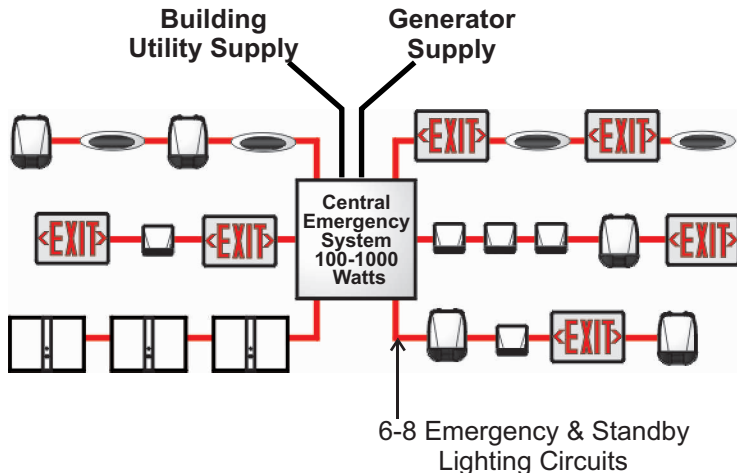 Building
Utility Supply
Generator
Supply
<EXIT>
<EXIT>
<EXIT>
<EXIT>
Central
Emergency
System
100-1000
Watts
<EXIT>
<EXIT>
6-8 Emergency & Standby
Lighting Circuits